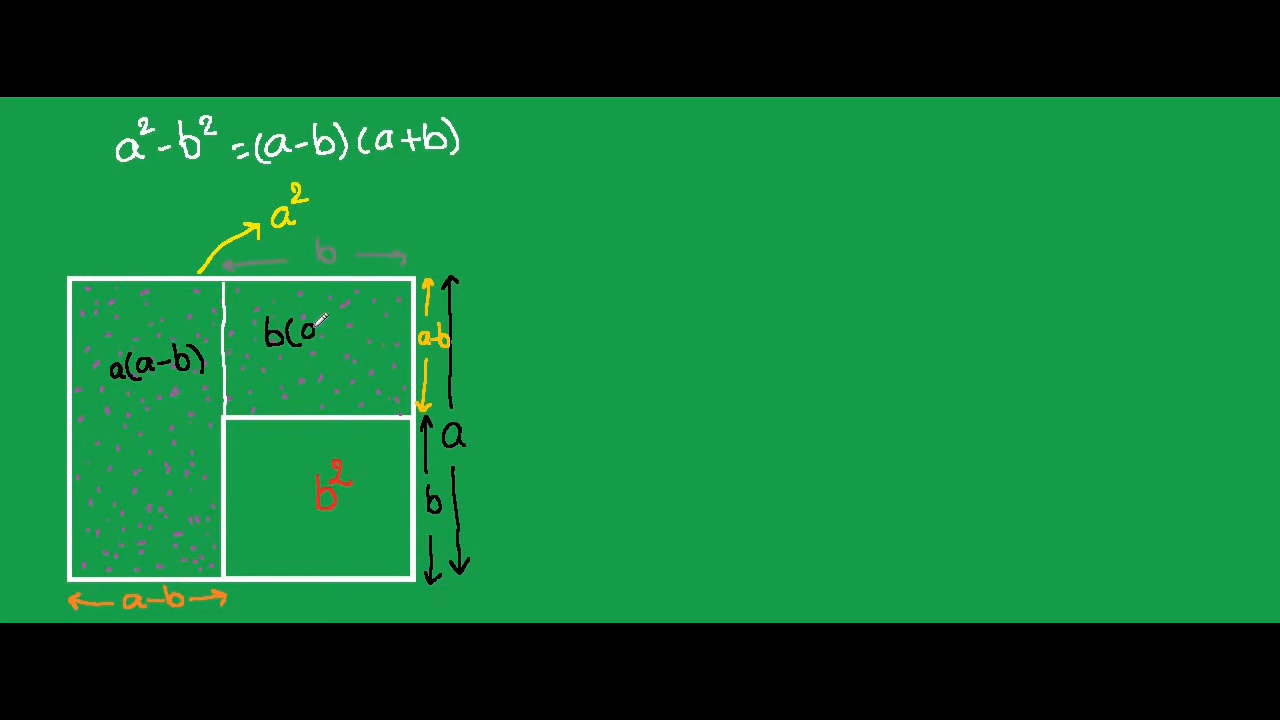 a² - b² = (a-b) (a+b)
a²
b
a(a-b)
b(a
a-b
a
b²
b
a-b